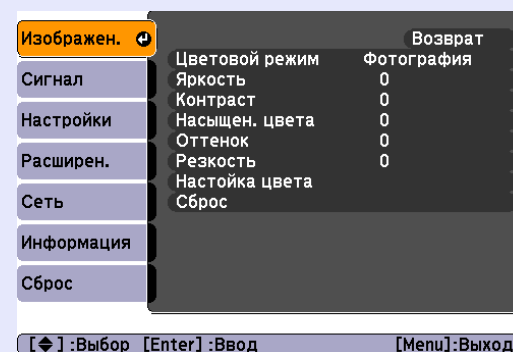 Изображен.
Сигнал
Настройки
Расширен.
Сеть
Информация
Сброс
Возврат
Цветовой режим Фотография
Яркость 0
Контраст 0
Насыщен. цвета 0
Оттенок 0
Резкость 0
Настойка цвета
Сброс
[◆] :Выбор [Enter] :Ввод [Menu]:Выход